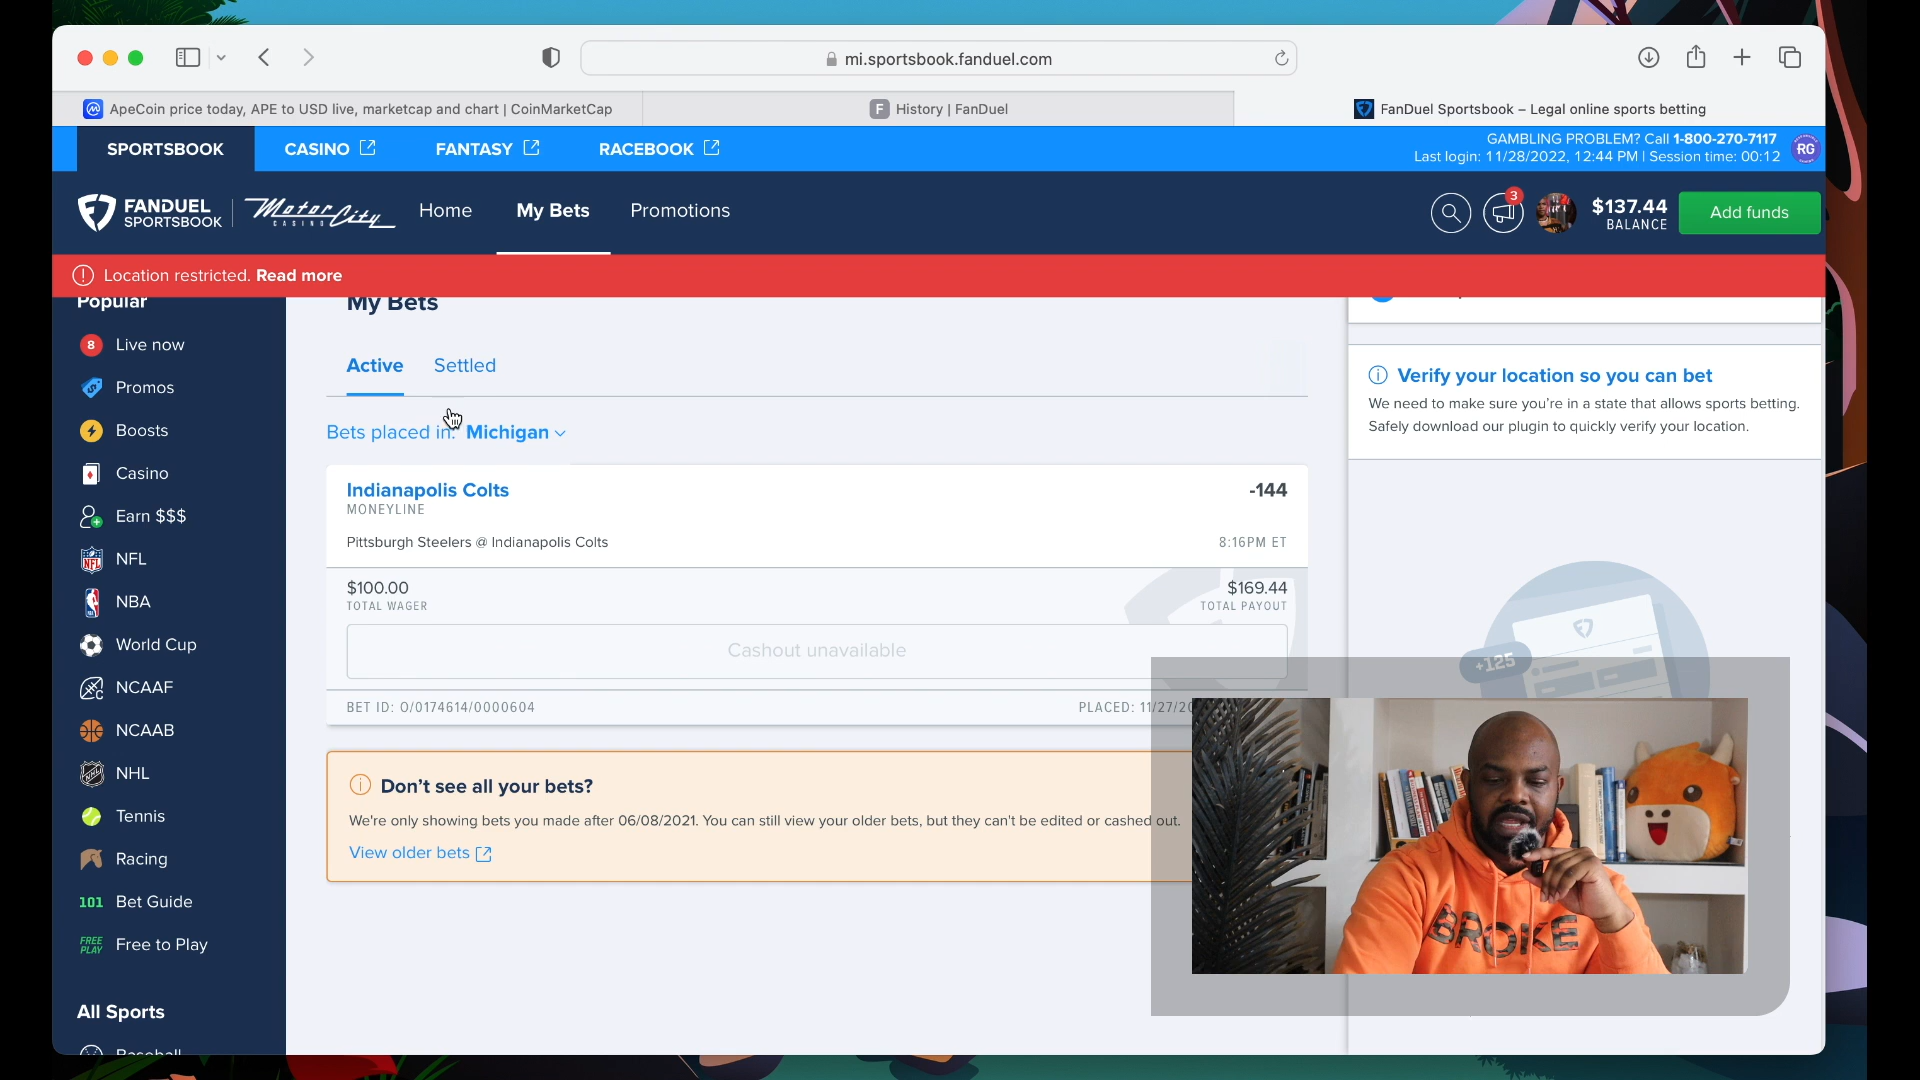 mi.sportsbook.fanduel.com
ApeCoin price today, APE to USD live, marketcap and chart | CoinMarketCap
F History | FanDuel
FanDuel Sportsbook – Legal online sports betting
SPORTSBOOK
CASINO
FANTASY
RACEBOOK
GAMBLING PROBLEM? Call 1-800-270-7117
Last login: 11/28/2022, 12:44 PM | Session time: 00:12
RG
FANDUEL
SPORTSBOOK
MotorCity
CASINO
Home
My Bets
Promotions
3
$137.44
BALANCE
Add funds
Location restricted. Read more
Popular
8 Live now
Promos
Boosts
Casino
Earn $$$
NFL
NBA
World Cup
NCAAF
NCAAB
NHL
Tennis
Racing
101 Bet Guide
FREE PLAY Free to Play
All Sports
Baseball
My Bets
Active
Settled
Bets placed in: Michigan
Indianapolis Colts
-144
MONEYLINE
Pittsburgh Steelers @ Indianapolis Colts
8:16PM ET
$100.00
$169.44
TOTAL WAGER
TOTAL PAYOUT
Cashout unavailable
BET ID: O/0174614/0000604
PLACED: 11/27/20
Don’t see all your bets?
We're only showing bets you made after 06/08/2021. You can still view your older bets, but they can't be edited or cashed out.
View older bets
Verify your location so you can bet
We need to make sure you’re in a state that allows sports betting.
Safely download our plugin to quickly verify your location.
+125
BROKE